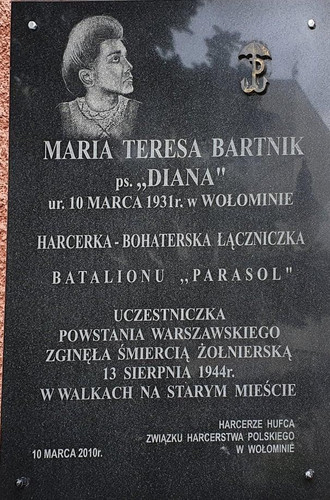 MARIA TERESA BARTNIK
ps. „DIANA"
ur. 10 MARCA 1931r. w WOŁOMINIE
HARCERKA - BOHATERSKA ŁĄCZNICZKA
BATALIONU „PARASOL"
UCZESTNICZKA
POWSTANIA WARSZAWSKIEGO
ZGINĘŁA ŚMIERCIĄ ŻOŁNIERSKĄ
13 SIERPNIA 1944r.
W WALKACH NA STARYM MIEŚCIE
HARCERZE HUFCA
ZWIĄZKU HARCERSTWA POLSKIEGO
W WOŁOMINIE
10 MARCA 2010r.